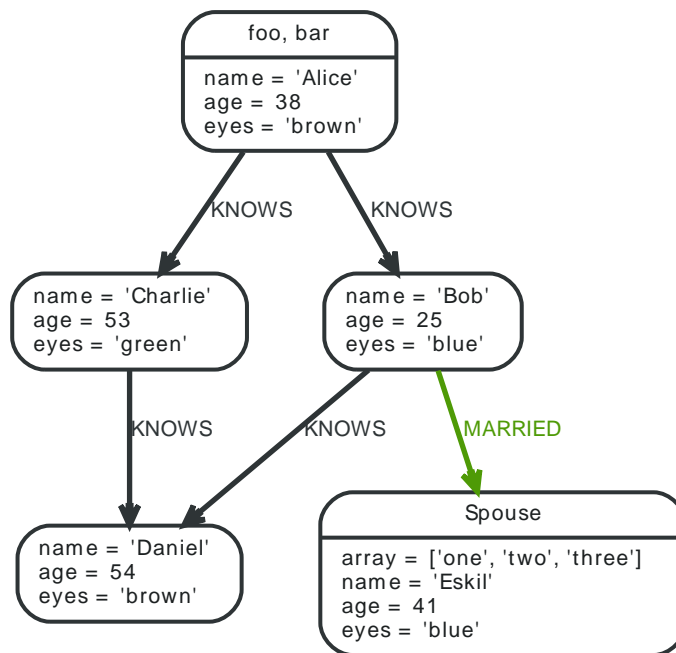 foo, bar
name = 'Alice'
age = 38
eyes = 'brown'
KNOWS
KNOWS
name = 'Charlie'
age = 53
eyes = 'green'
name = 'Bob'
age = 25
eyes = 'blue'
KNOWS
KNOWS
MARRIED
name = 'Daniel'
age = 54
eyes = 'brown'
Spouse
array = ['one', 'two', 'three']
name = 'Eskil'
age = 41
eyes = 'blue'